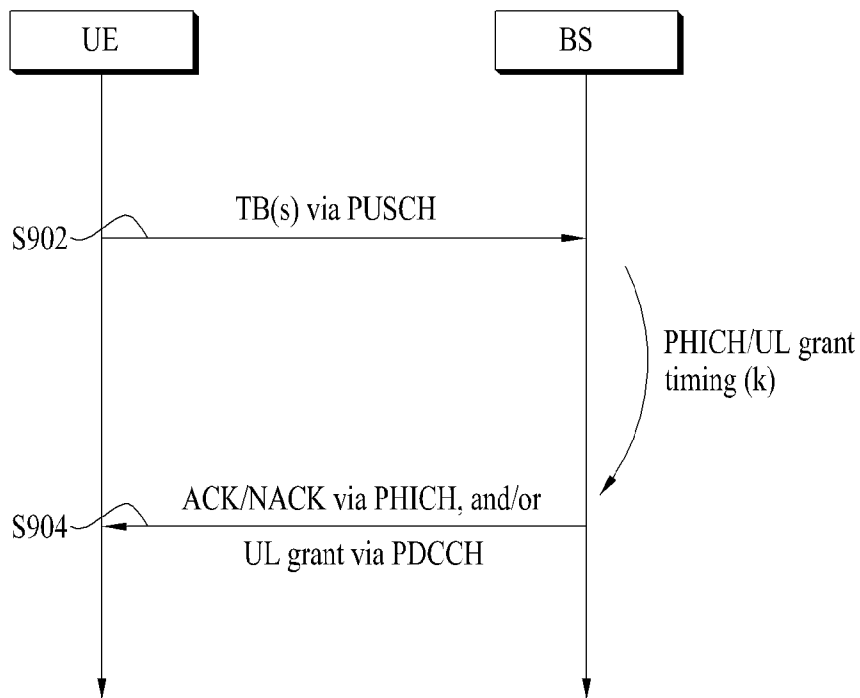 UE
BS
TB(s) via PUSCH
S902
PHICH/UL grant
timing (k)
ACK/NACK via PHICH, and/or
S904
UL grant via PDCCH